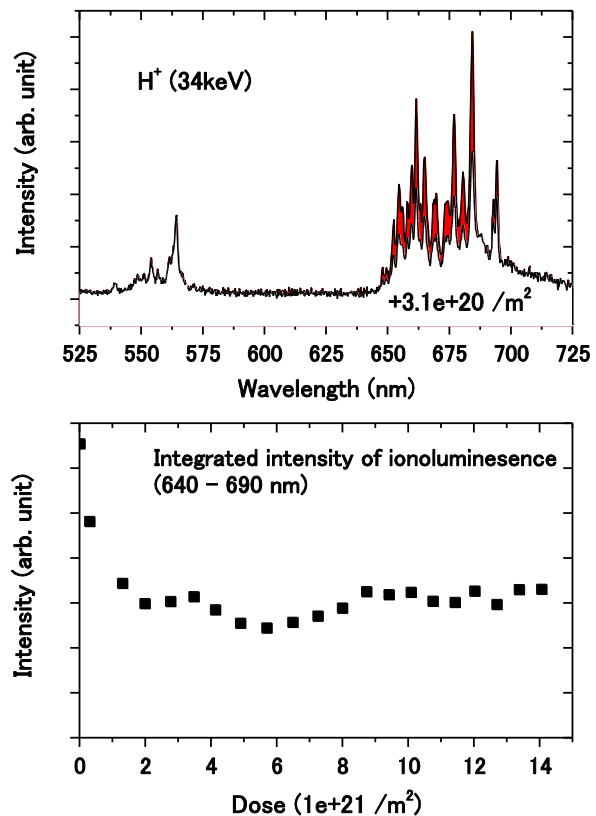 Intensity (arb. unit)
H⁺ (34keV)
+3.1e+20 /m²
525 550 575 600 625 650 675 700 725
Wavelength (nm)
Intensity (arb. unit)
Integrated intensity of ionoluminesence
(640 − 690 nm)
0 2 4 6 8 10 12 14
Dose (1e+21 /m²)